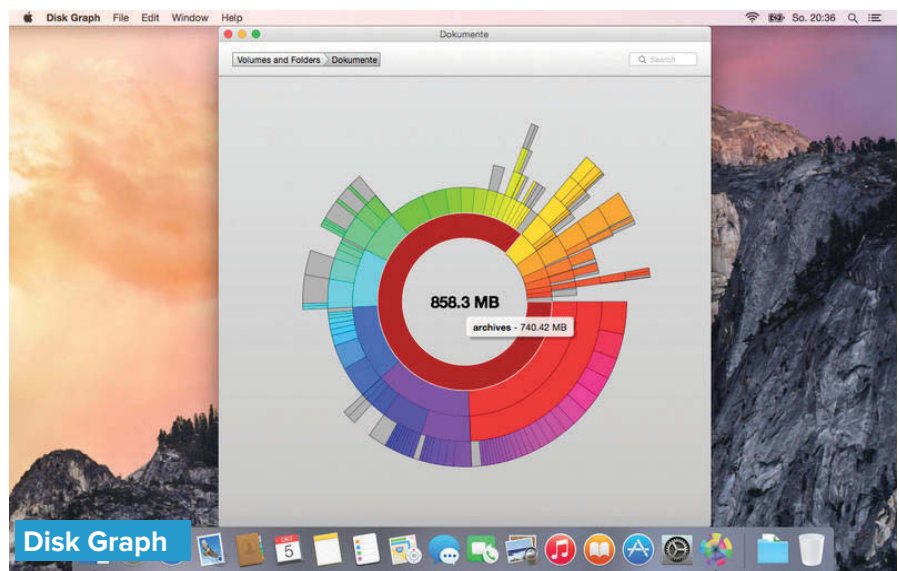 Disk Graph File Edit Window Help So. 20:36
Dokumente
Volumes and Folders Dokumente Search
858.3 MB
archives - 740.42 MB
OKT
5
Disk Graph